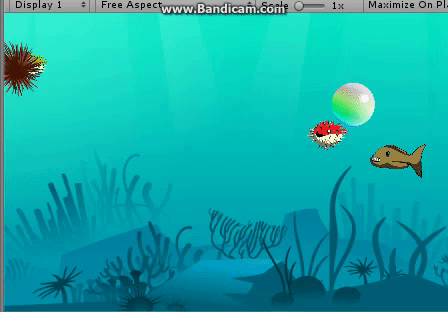 www.Bandicam.com
Display 1 Free Aspect Scale 1x Maximize On Pl